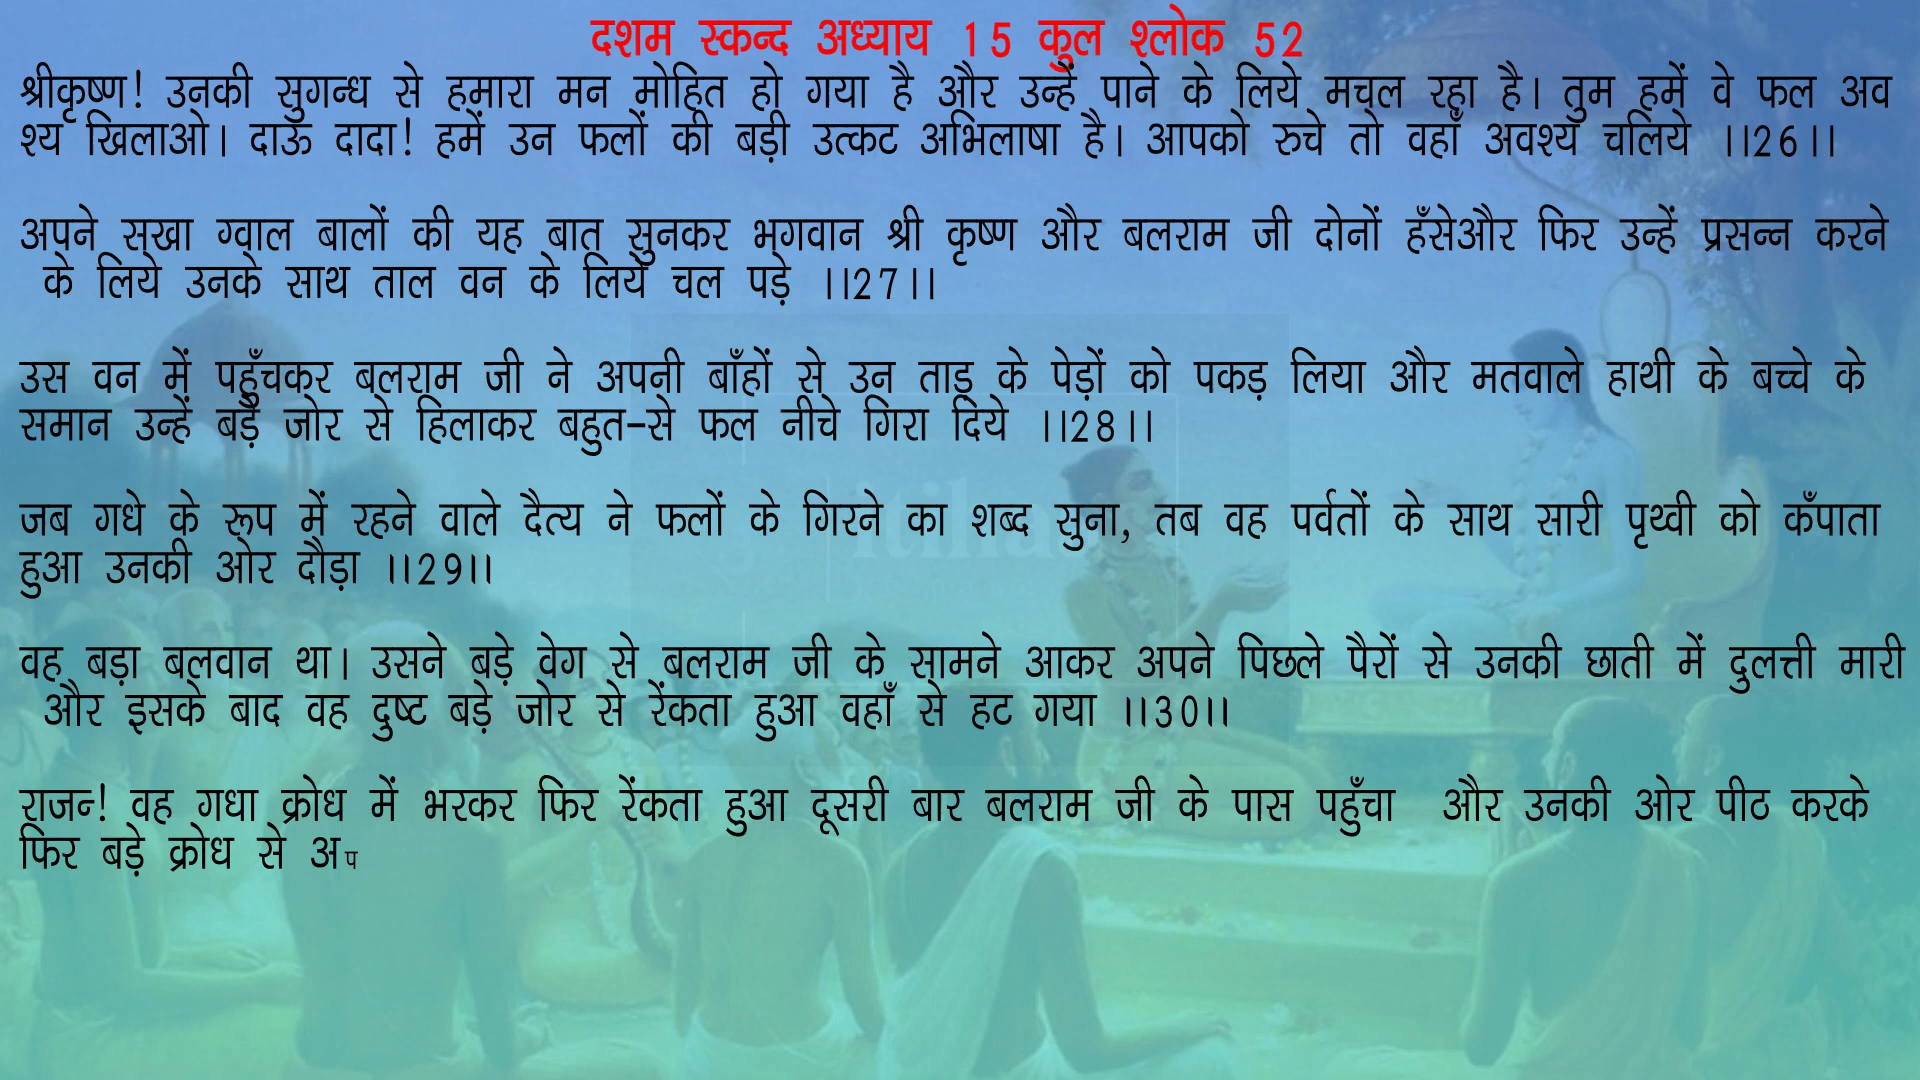 दशम स्कन्द अध्याय 15 कुल श्लोक 52
श्रीकृष्ण! उनकी सुगन्ध से हमारा मन मोहित हो गया है और उन्हें पाने के लिये मचल रहा है। तुम हमें वे फल अव
श्य खिलाओ। दाऊ दादा! हमें उन फलों की बड़ी उत्कट अभिलाषा है। आपको रुचे तो वहाँ अवश्य चलिये ।।26।।
अपने सखा ग्वाल बालों की यह बात सुनकर भगवान श्री कृष्ण और बलराम जी दोनों हँसेऔर फिर उन्हें प्रसन्न करने
के लिये उनके साथ ताल वन के लिये चल पड़े ।।27।।
उस वन में पहुँचकर बलराम जी ने अपनी बाँहों से उन ताड़ के पेड़ों को पकड़ लिया और मतवाले हाथी के बच्चे के
समान उन्हें बड़े जोर से हिलाकर बहुत-से फल नीचे गिरा दिये ।।28।।
जब गधे के रूप में रहने वाले दैत्य ने फलों के गिरने का शब्द सुना, तब वह पर्वतों के साथ सारी पृथ्वी को कँपाता
हुआ उनकी ओर दौड़ा ।।29।।
वह बड़ा बलवान था। उसने बड़े वेग से बलराम जी के सामने आकर अपने पिछले पैरों से उनकी छाती में दुलत्ती मारी
और इसके बाद वह दुष्ट बड़े जोर से रेंकता हुआ वहाँ से हट गया ।।30।।
राजन! वह गधा क्रोध में भरकर फिर रेंकता हुआ दूसरी बार बलराम जी के पास पहुँचा और उनकी ओर पीठ करके
फिर बड़े क्रोध से अप